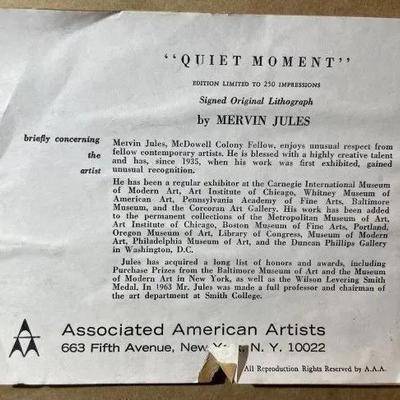 "QUIET MOMENT"
EDITION LIMITED TO 250 IMPRESSIONS
Signed Original Lithograph
by MERVIN JULES
briefly concerning
the
artist
Mervin Jules, McDowell Colony Fellow, enjoys unusual respect from
fellow contemporary artists. He is blessed with a highly creative talent
and has, since 1935, when his work was first exhibited, gained
unusual recognition.
He has been a regular exhibitor at the Carnegie International Museum
of Modern Art, Art Institute of Chicago, Whitney Museum of
American Art, Pennsylvania Academy of Fine Arts, Baltimore
Museum, and the Corcoran Art Gallery. His work has been added
to the permanent collections of the Metropolitan Museum of Art,
Art Institute of Chicago, Boston Museum of Fine Arts, Portland,
Oregon Museum of Art, Library of Congress, Museum of Modern
Art, Philadelphia Museum of Art, and the Duncan Phillips Gallery
in Washington, D.C.
Jules has acquired a long list of honors and awards, including
Purchase Prizes from the Baltimore Museum of Art and the Museum
of Modern Art in New York, as well as the Wilson Levering Smith
Medal. In 1963 Mr. Jules was made a full professor and chairman of
the art department at Smith College.
Associated American Artists
663 Fifth Avenue, New N. Y. 10022
All Reproduction Rights Reserved by A.A.A.